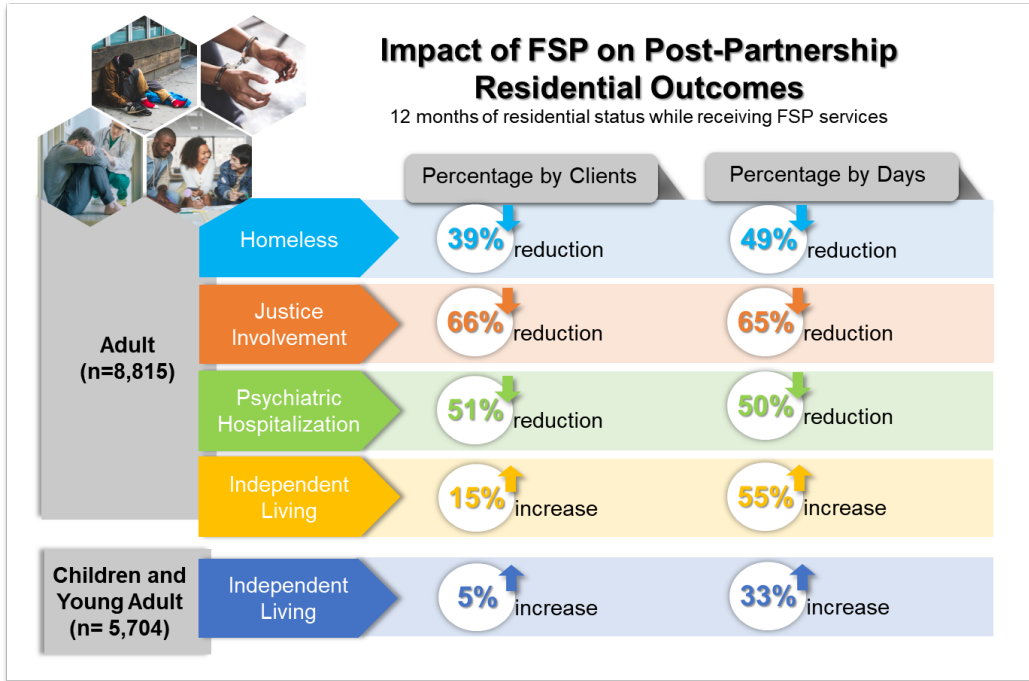 Impact of FSP on Post-Partnership
Residential Outcomes
12 months of residential status while receiving FSP services
Percentage by Clients
Percentage by Days
Adult
(n=8,815)
Homeless
39%
reduction
49%
reduction
Justice
Involvement
66%
reduction
65%
reduction
Psychiatric
Hospitalization
51%
reduction
50%
reduction
Independent
Living
15%
increase
55%
increase
Children and
Young Adult
(n= 5,704)
Independent
Living
5%
increase
33%
increase